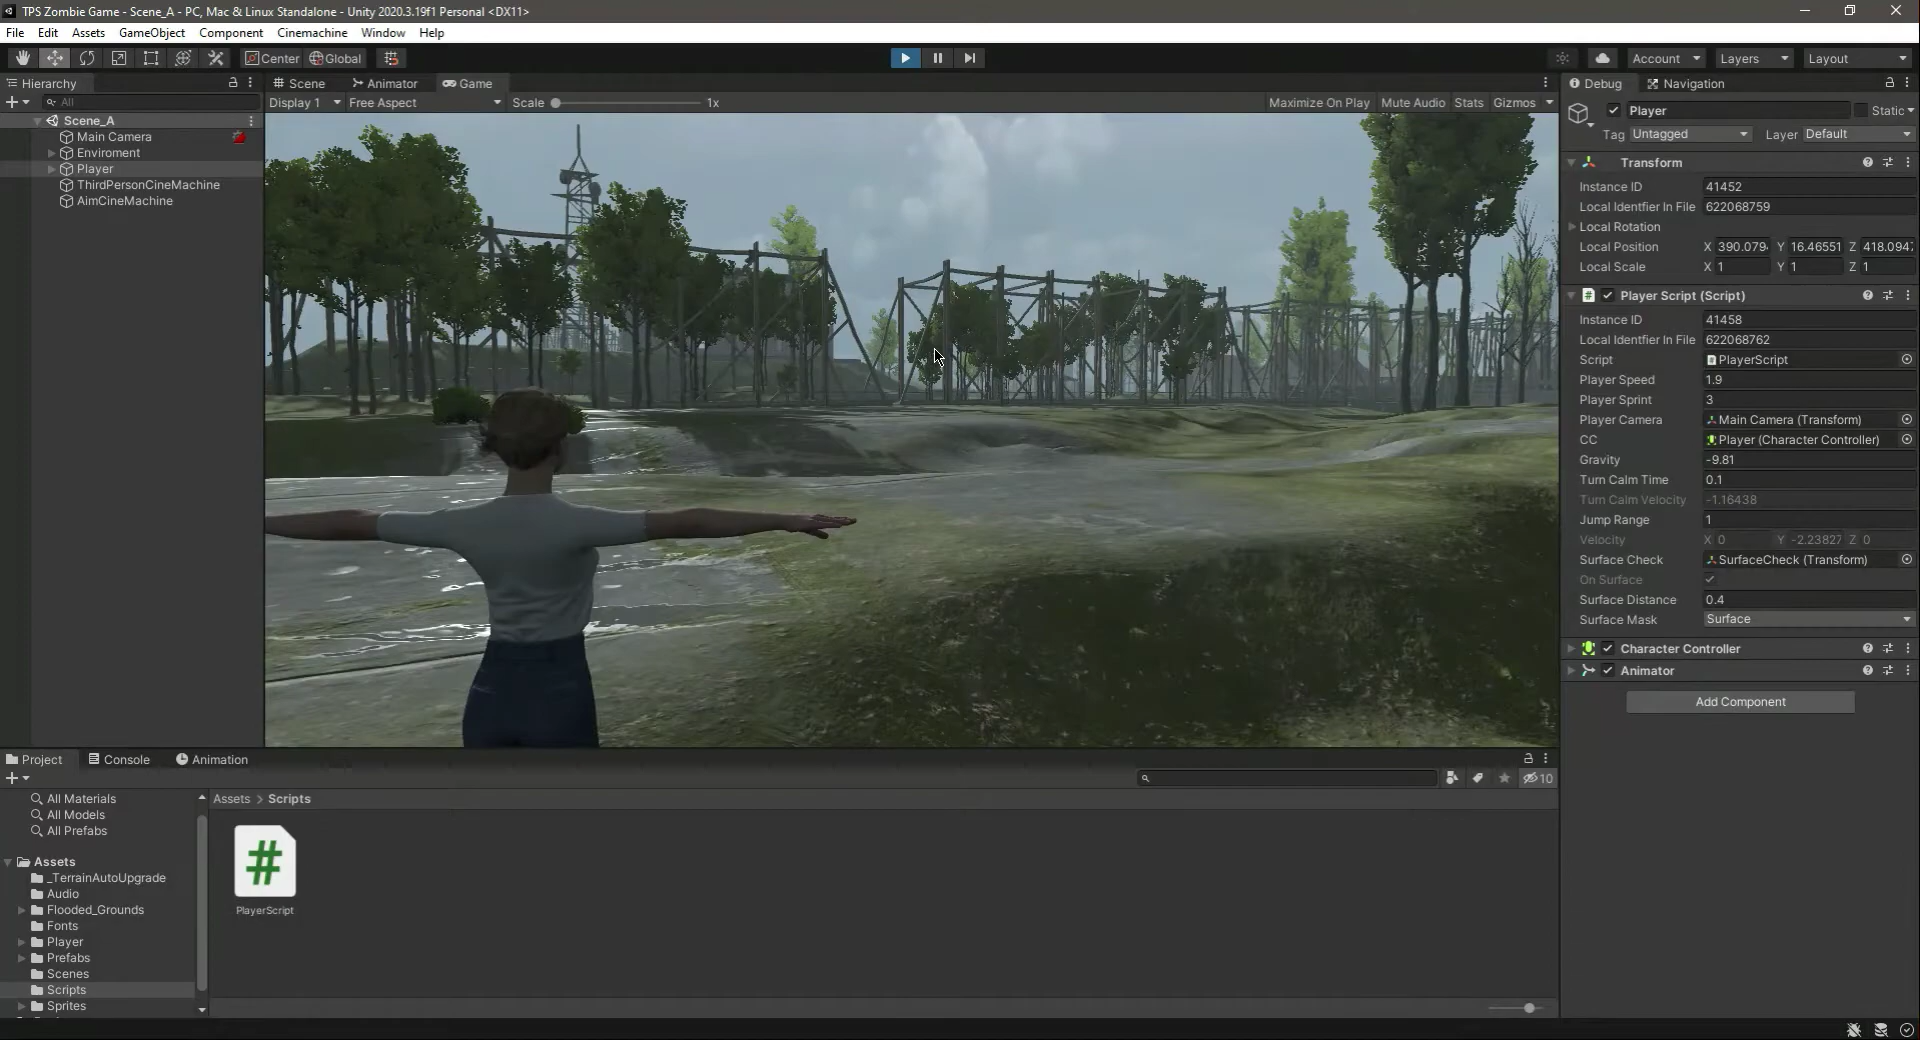 TPS Zombie Game - Scene_A - PC, Mac & Linux Standalone - Unity 2020.3.19f1 Personal <DX11>
File Edit Assets GameObject Component Cinemachine Window Help
Center Global Account Layers Layout
Hierarchy
All
Scene_A
Main Camera
Enviroment
Player
ThirdPersonCineMachine
AimCineMachine
Scene Animator Game
Display 1 Free Aspect Scale 1x Maximize On Play Mute Audio Stats Gizmos
Debug Navigation
Player Static
Tag Untagged Layer Default
Transform
Instance ID 41452
Local Identfier In File 622068759
Local Rotation
Local Position X 390.079 Y 16.46551 Z 418.0947
Local Scale X 1 Y 1 Z 1
Player Script (Script)
Instance ID 41458
Local Identfier In File 622068762
Script PlayerScript
Player Speed 1.9
Player Sprint 3
Player Camera Main Camera (Transform)
CC Player (Character Controller)
Gravity -9.81
Turn Calm Time 0.1
Turn Calm Velocity -1.16438
Jump Range 1
Velocity X 0 Y -2.23827 Z 0
Surface Check SurfaceCheck (Transform)
On Surface
Surface Distance 0.4
Surface Mask Surface
Character Controller
Animator
Add Component
Project Console Animation
10
All Materials
All Models
All Prefabs
Assets
_TerrainAutoUpgrade
Audio
Flooded_Grounds
Fonts
Player
Prefabs
Scenes
Scripts
Sprites
Assets > Scripts
#
PlayerScript